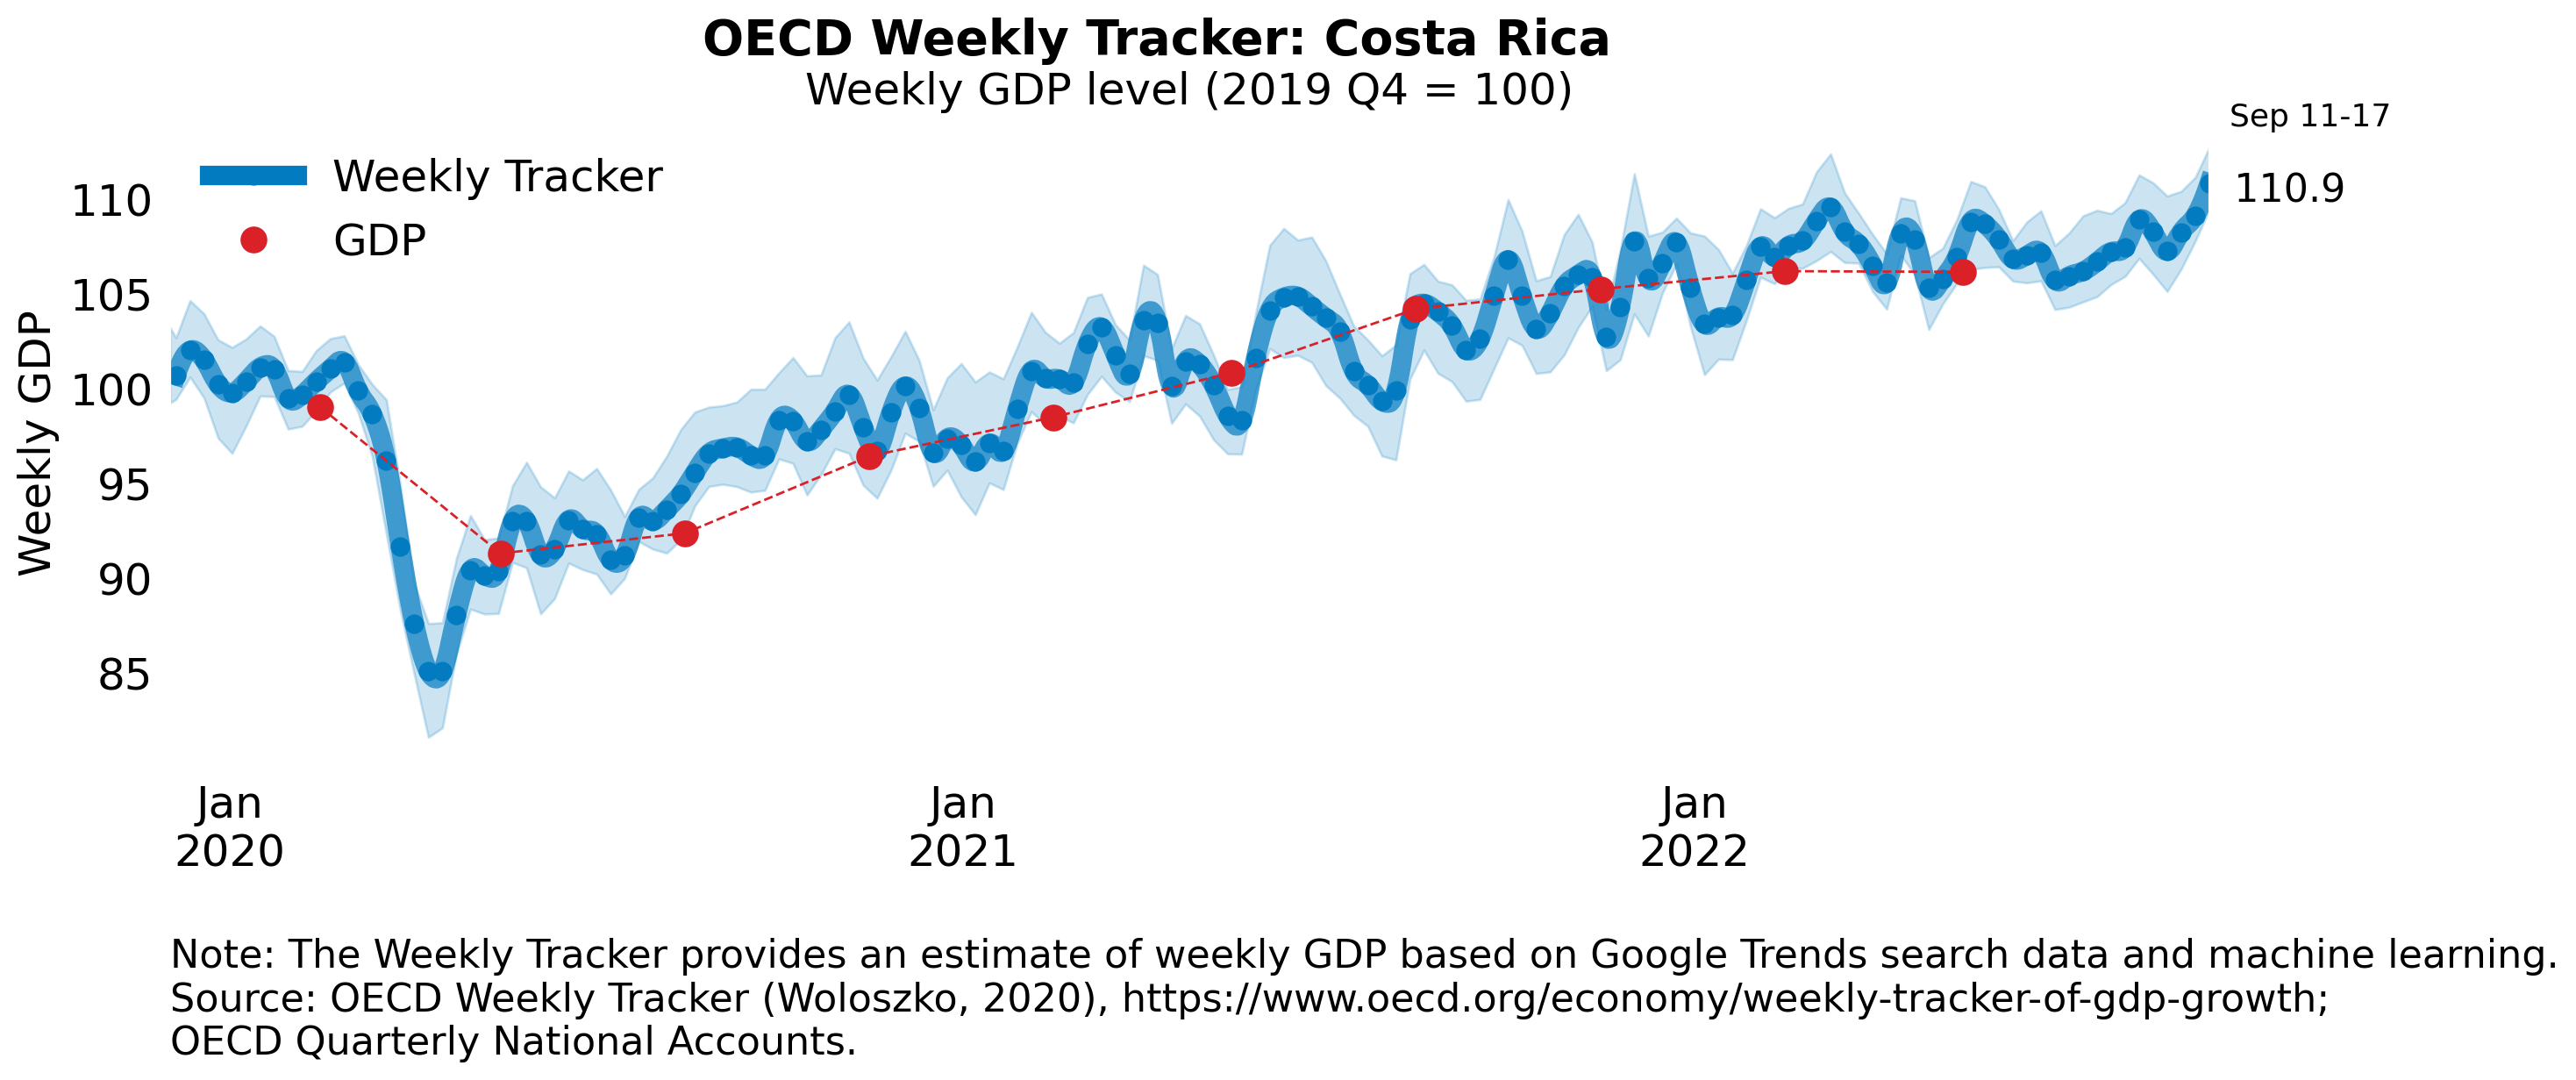 OECD Weekly Tracker: Costa Rica
Weekly GDP level (2019 Q4 = 100)
Sep 11-17
110.9
Weekly Tracker
GDP
Weekly GDP
110
105
100
95
90
85
Jan
2020
Jan
2021
Jan
2022
Note: The Weekly Tracker provides an estimate of weekly GDP based on Google Trends search data and machine learning.
Source: OECD Weekly Tracker (Woloszko, 2020), https://www.oecd.org/economy/weekly-tracker-of-gdp-growth;
OECD Quarterly National Accounts.